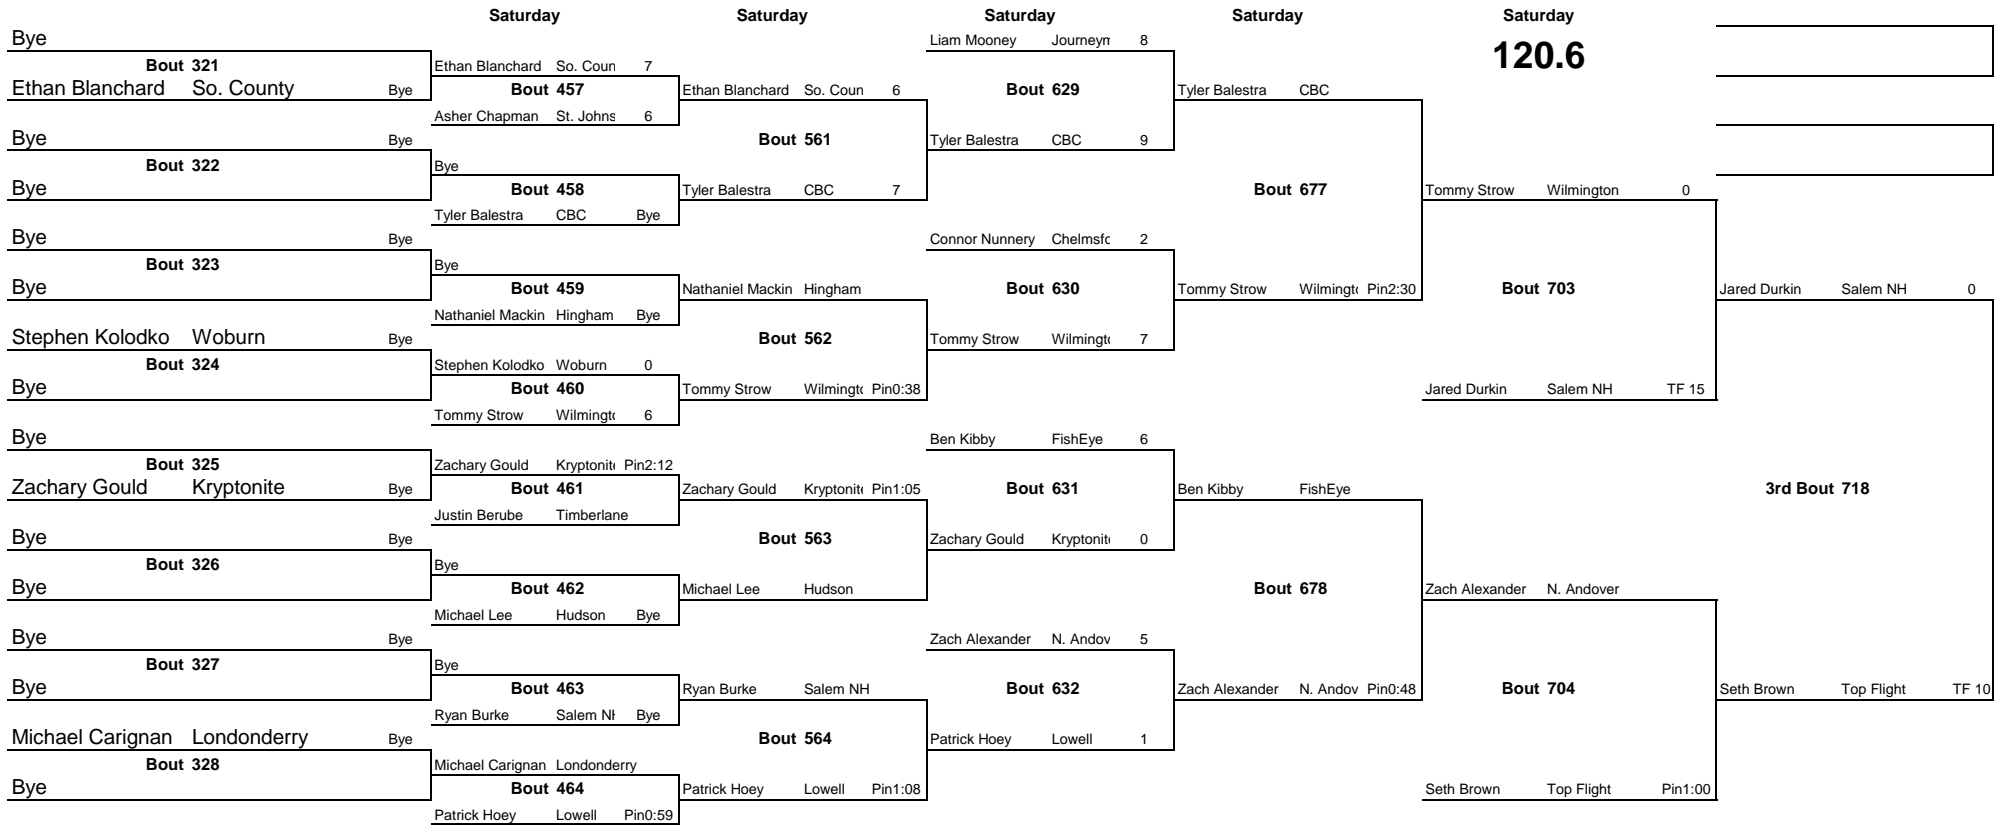 Saturday Saturday Saturday Saturday Saturday
120.6
Bye
Bout 321
Ethan Blanchard So. County Bye
Bye Bye
Bout 322
Bye
Bye Bye
Bout 323
Bye
Stephen Kolodko Woburn Bye
Bout 324
Bye
Bye
Bout 325
Zachary Gould Kryptonite Bye
Bye Bye
Bout 326
Bye
Bye Bye
Bout 327
Bye
Michael Carignan Londonderry Bye
Bout 328
Bye
Ethan Blanchard So. Coun 7
Bout 457
Asher Chapman St. Johns 6
Bye
Bout 458
Tyler Balestra CBC Bye
Bye
Bout 459
Nathaniel Mackin Hingham Bye
Stephen Kolodko Woburn 0
Bout 460
Tommy Strow Wilmingt 6
Zachary Gould Kryptonit Pin2:12
Bout 461
Justin Berube Timberlane
Bye
Bout 462
Michael Lee Hudson Bye
Bye
Bout 463
Ryan Burke Salem NH Bye
Michael Carignan Londonderry
Bout 464
Patrick Hoey Lowell Pin0:59
Ethan Blanchard So. Coun 6
Bout 561
Tyler Balestra CBC 7
Nathaniel Mackin Hingham
Bout 562
Tommy Strow Wilmingt Pin0:38
Zachary Gould Kryptonit Pin1:05
Bout 563
Michael Lee Hudson
Ryan Burke Salem NH
Bout 564
Patrick Hoey Lowell Pin1:08
Liam Mooney Journeym 8
Bout 629
Tyler Balestra CBC 9
Connor Nunnery Chelmsfo 2
Bout 630
Tommy Strow Wilmingt 7
Ben Kibby FishEye 6
Bout 631
Zachary Gould Kryptonit 0
Zach Alexander N. Andov 5
Bout 632
Patrick Hoey Lowell 1
Tyler Balestra CBC
Bout 677
Tommy Strow Wilmingt Pin2:30
Ben Kibby FishEye
Bout 678
Zach Alexander N. Andov Pin0:48
Tommy Strow Wilmington 0
Bout 703
Jared Durkin Salem NH TF 15
Zach Alexander N. Andover
Bout 704
Seth Brown Top Flight Pin1:00
Jared Durkin Salem NH 0
3rd Bout 718
Seth Brown Top Flight TF 10